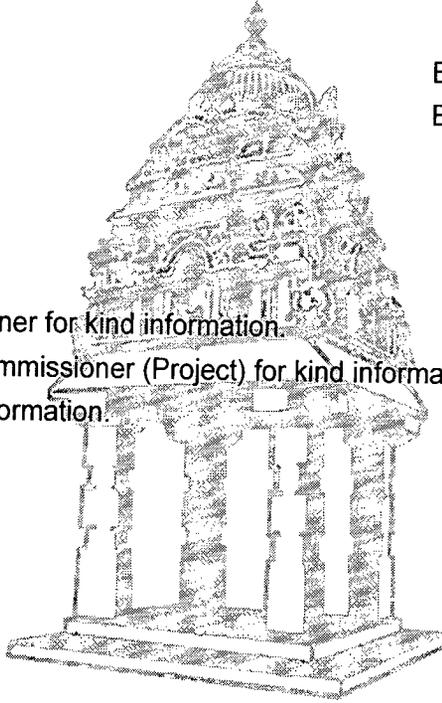 E
E
ner for kind information.
mmissioner (Project) for kind informa
ormation.